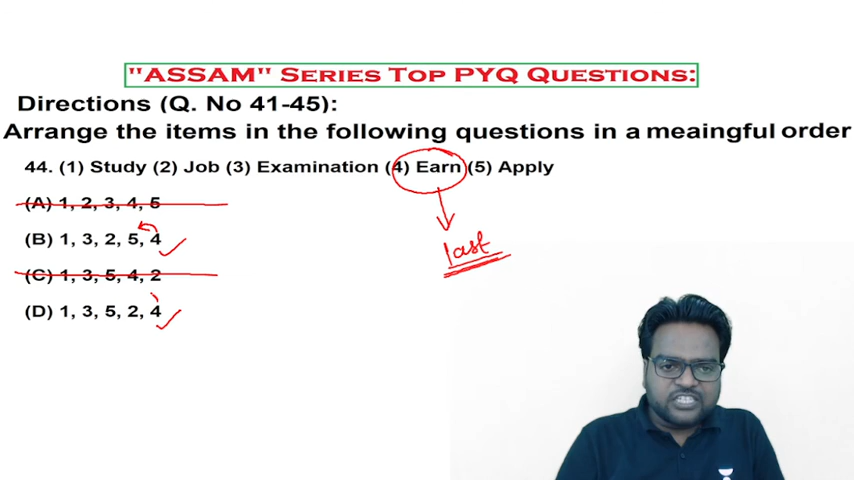 "ASSAM" SERIES TOP PYQ QUESTIONS:
Directions (Q. No 41-45):
Arrange the items in the following questions in a meaingful order
44. (1) Study (2) Job (3) Examination (4) Earn (5) Apply
(A) 1, 2, 3, 4, 5
(B) 1, 3, 2, 5, 4
last
(C) 1, 3, 5, 4, 2
(D) 1, 3, 5, 2, 4